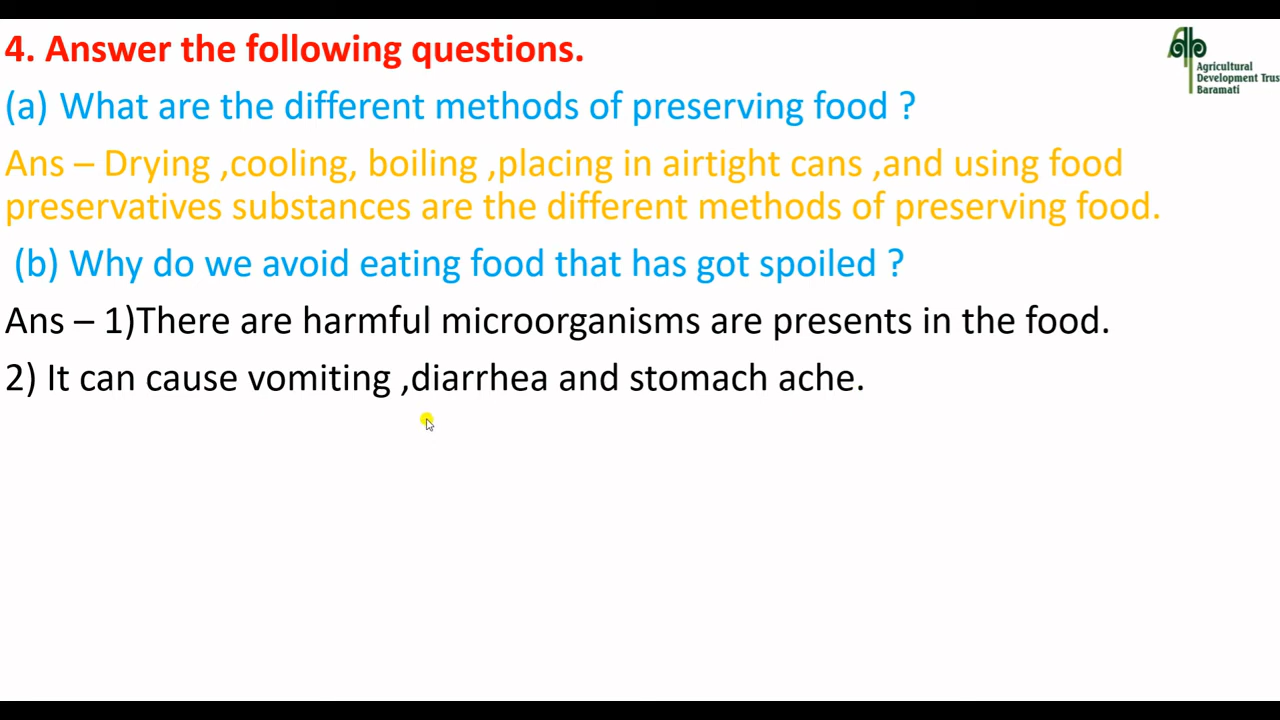 4. Answer the following questions.
(a) What are the different methods of preserving food ?
Ans – Drying ,cooling, boiling ,placing in airtight cans ,and using food
preservatives substances are the different methods of preserving food.
(b) Why do we avoid eating food that has got spoiled ?
Ans – 1)There are harmful microorganisms are presents in the food.
2) It can cause vomiting ,diarrhea and stomach ache.
Agricultural
Development Trus
Baramati